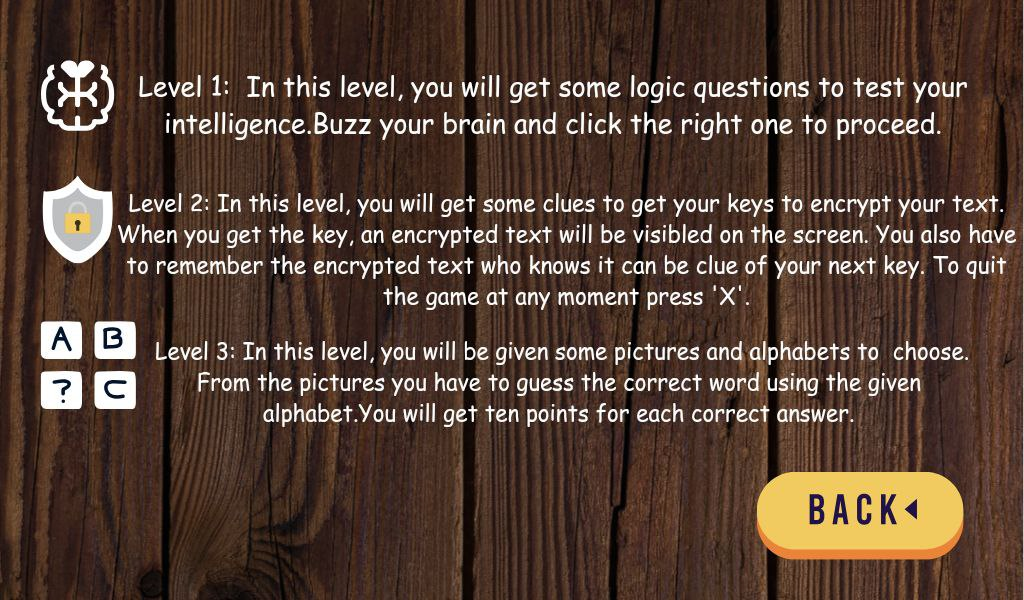 Level 1: In this level, you will get some logic questions to test your
intelligence.Buzz your brain and click the right one to proceed.
Level 2: In this level, you will get some clues to get your keys to encrypt your text.
When you get the key, an encrypted text will be visibled on the screen. You also have
to remember the encrypted text who knows it can be clue of your next key. To quit
the game at any moment press 'X'.
A B
? C
Level 3: In this level, you will be given some pictures and alphabets to choose.
From the pictures you have to guess the correct word using the given
alphabet.You will get ten points for each correct answer.
BACK